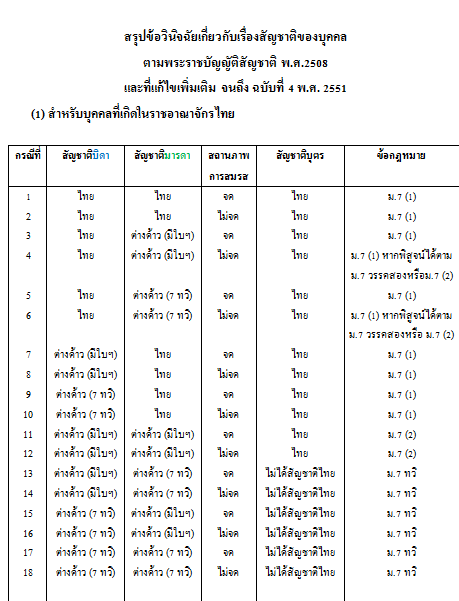 สรุปข้อวินิจฉัยเกี่ยวกับเรื่องสัญชาติของบุคคล
ตามพระราชบัญญัติสัญชาติ พ.ศ.2508
และที่แก้ไขเพิ่มเติม จนถึง ฉบับที่ 4 พ.ศ. 2551
(1) สำหรับบุคคลที่เกิดในราชอาณาจักรไทย
กรณีที่ สัญชาติบิดา สัญชาติมารดา สถานภาพ สัญชาติบุตร ข้อกฎหมาย
การสมรส
1 ไทย ไทย จด ไทย ม.7 (1)
2 ไทย ไทย ไม่จด ไทย ม.7 (1)
3 ไทย ต่างด้าว (มีใบฯ) จด ไทย ม.7 (1)
4 ไทย ต่างด้าว (มีใบฯ) ไม่จด ไทย ม.7 (1) หากพิสูจน์ได้ตาม
ม.7 วรรคสองหรือม.7 (2)
5 ไทย ต่างด้าว (7 ทวิ) จด ไทย ม.7 (1)
6 ไทย ต่างด้าว (7 ทวิ) ไม่จด ไทย ม.7 (1) หากพิสูจน์ได้ตาม
ม.7 วรรคสองหรือ ม.7 (2)
7 ต่างด้าว (มีใบฯ) ไทย จด ไทย ม.7 (1)
8 ต่างด้าว (มีใบฯ) ไทย ไม่จด ไทย ม.7 (1)
9 ต่างด้าว (7 ทวิ) ไทย จด ไทย ม.7 (1)
10 ต่างด้าว (7 ทวิ) ไทย ไม่จด ไทย ม.7 (1)
11 ต่างด้าว (มีใบฯ) ต่างด้าว (มีใบฯ) จด ไทย ม.7 (2)
12 ต่างด้าว (มีใบฯ) ต่างด้าว (มีใบฯ) ไม่จด ไทย ม.7 (2)
13 ต่างด้าว (มีใบฯ) ต่างด้าว (7 ทวิ) จด ไม่ได้สัญชาติไทย ม.7 ทวิ
14 ต่างด้าว (มีใบฯ) ต่างด้าว (7 ทวิ) ไม่จด ไม่ได้สัญชาติไทย ม.7 ทวิ
15 ต่างด้าว (7 ทวิ) ต่างด้าว (มีใบฯ) จด ไม่ได้สัญชาติไทย ม.7 ทวิ
16 ต่างด้าว (7 ทวิ) ต่างด้าว (มีใบฯ) ไม่จด ไม่ได้สัญชาติไทย ม.7 ทวิ
17 ต่างด้าว (7 ทวิ) ต่างด้าว (7 ทวิ) จด ไม่ได้สัญชาติไทย ม.7 ทวิ
18 ต่างด้าว (7 ทวิ) ต่างด้าว (7 ทวิ) ไม่จด ไม่ได้สัญชาติไทย ม.7 ทวิ